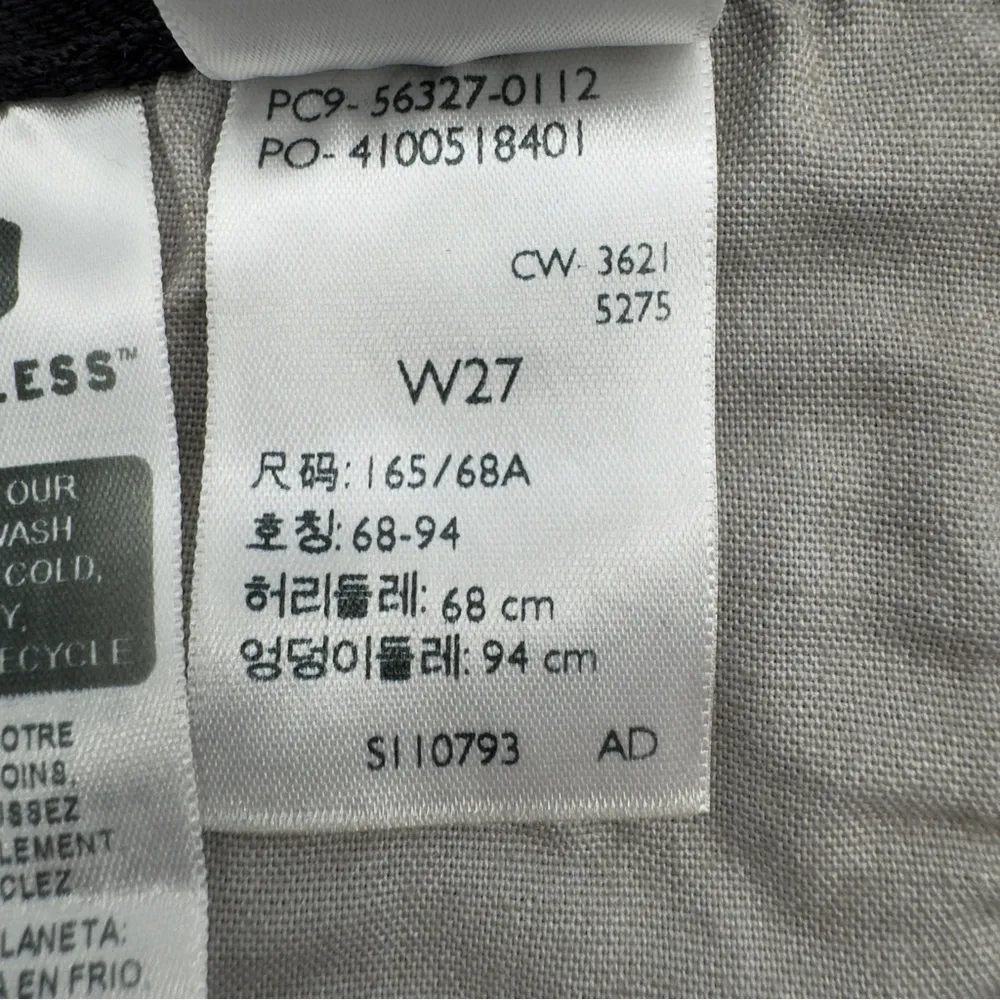 PC9- 56327-0112
PO- 4100518401
CW- 3621
5275
W27
尺码: 165/68A
호칭: 68-94
허리둘레: 68 cm
엉덩이둘레: 94 cm
S110793 AD
LESS™
OUR
WASH
COLD,
ECYCLE
OTRE
OINS,
USSEZ
LEMENT
CLEZ
LANETA:
EN FRIO